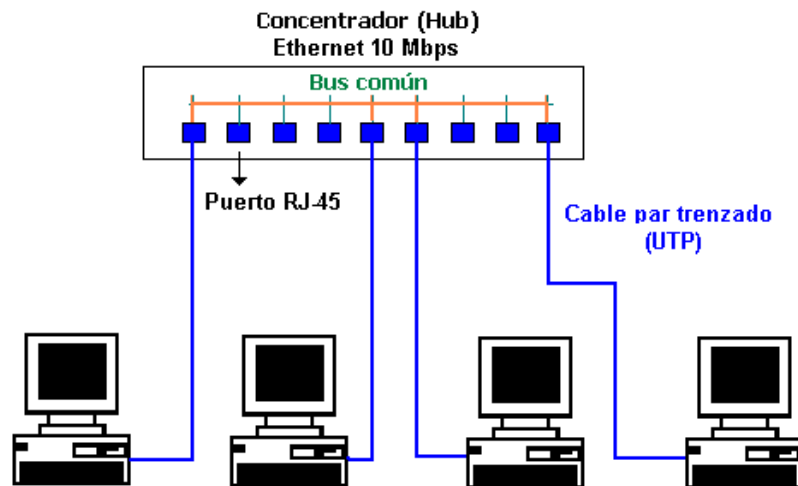 Concentrador (Hub)
Ethernet 10 Mbps
Bus común
Puerto RJ-45
Cable par trenzado
(UTP)